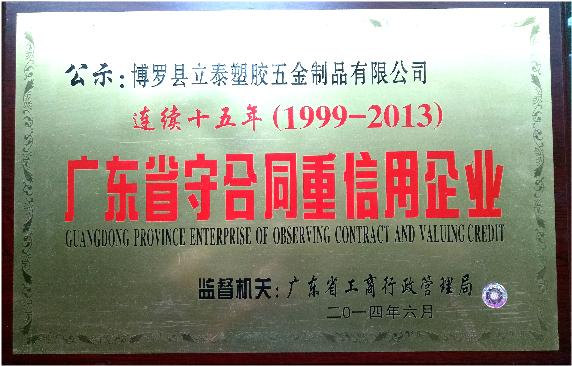 公示：博罗县立泰塑胶五金制品有限公司
连续十五年(1999-2013)
广东省守合同重信用企业
GUANGDONG PROVINCE ENTERPRISE OF OBSERVING CONTRACT AND VALUING CREDIT
监督机关：广东省工商行政管理局
二〇一四年六月